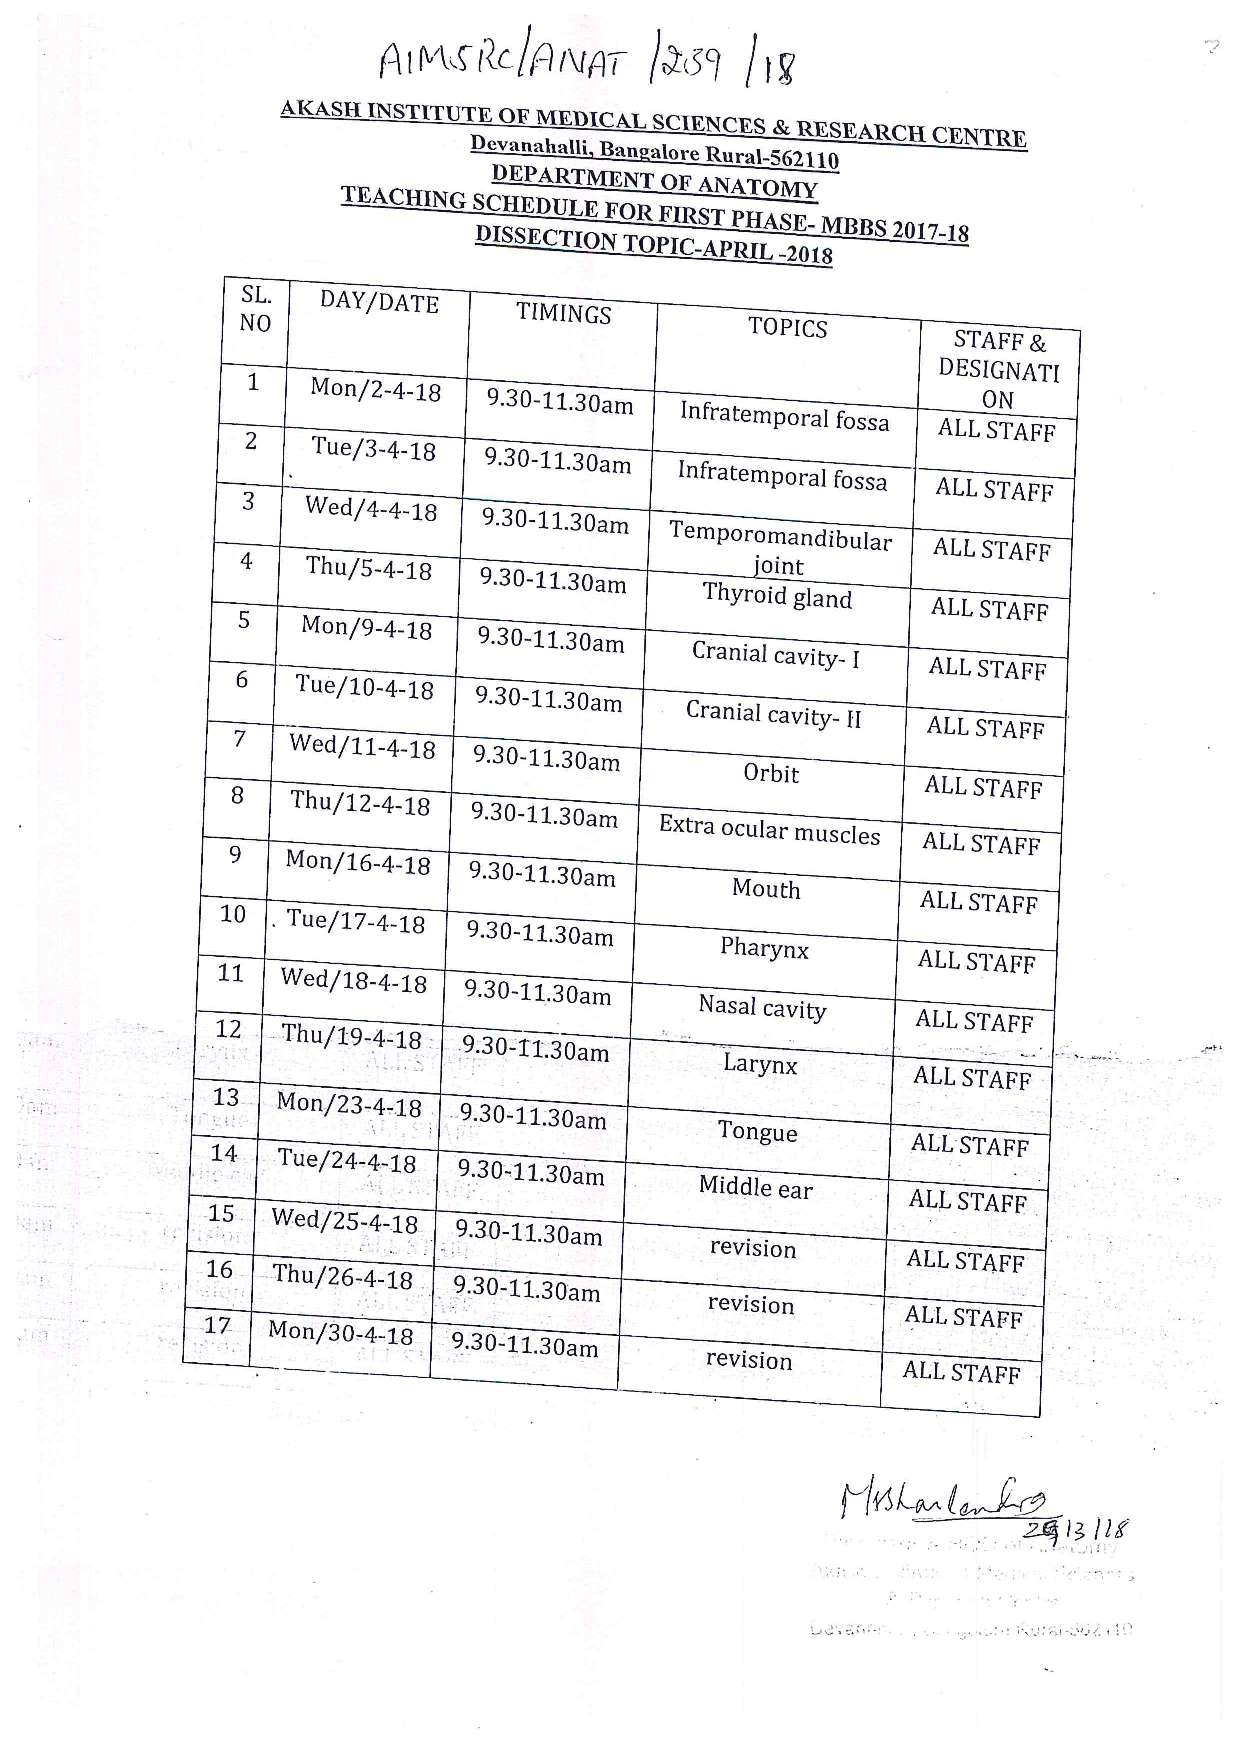 AIMSRC/ANAT/239/18
AKASH INSTITUTE OF MEDICAL SCIENCES & RESEARCH CENTRE
Devanahalli, Bangalore Rural-562110
DEPARTMENT OF ANATOMY
TEACHING SCHEDULE FOR FIRST PHASE- MBBS 2017-18
DISSECTION TOPIC-APRIL -2018
SL. NO DAY/DATE TIMINGS TOPICS STAFF & DESIGNATI ON
1 Mon/2-4-18 9.30-11.30am Infratemporal fossa ALL STAFF
2 Tue/3-4-18 9.30-11.30am Infratemporal fossa ALL STAFF
3 Wed/4-4-18 9.30-11.30am Temporomandibular joint ALL STAFF
4 Thu/5-4-18 9.30-11.30am Thyroid gland ALL STAFF
5 Mon/9-4-18 9.30-11.30am Cranial cavity- I ALL STAFF
6 Tue/10-4-18 9.30-11.30am Cranial cavity- II ALL STAFF
7 Wed/11-4-18 9.30-11.30am Orbit ALL STAFF
8 Thu/12-4-18 9.30-11.30am Extra ocular muscles ALL STAFF
9 Mon/16-4-18 9.30-11.30am Mouth ALL STAFF
10 Tue/17-4-18 9.30-11.30am Pharynx ALL STAFF
11 Wed/18-4-18 9.30-11.30am Nasal cavity ALL STAFF
12 Thu/19-4-18 9.30-11.30am Larynx ALL STAFF
13 Mon/23-4-18 9.30-11.30am Tongue ALL STAFF
14 Tue/24-4-18 9.30-11.30am Middle ear ALL STAFF
15 Wed/25-4-18 9.30-11.30am revision ALL STAFF
16 Thu/26-4-18 9.30-11.30am revision ALL STAFF
17 Mon/30-4-18 9.30-11.30am revision ALL STAFF